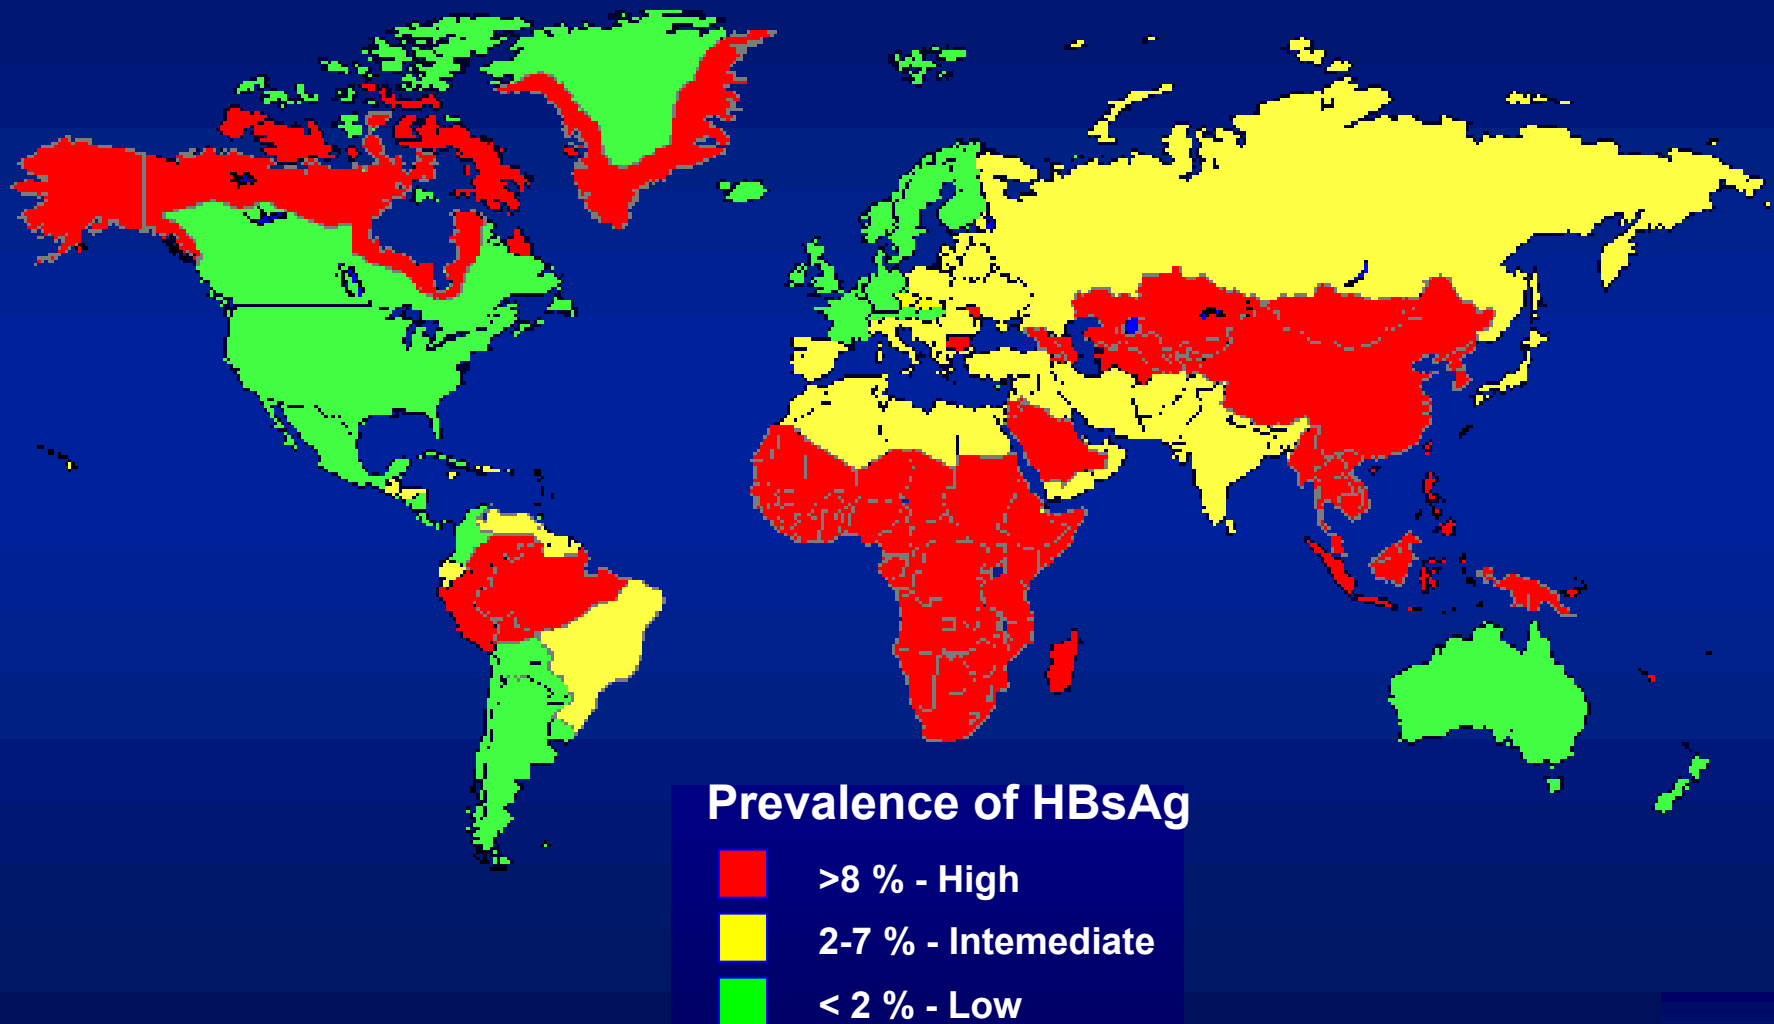 Prevalence of HBsAg
>8 % - High
2-7 % - Intemediate
< 2 % - Low